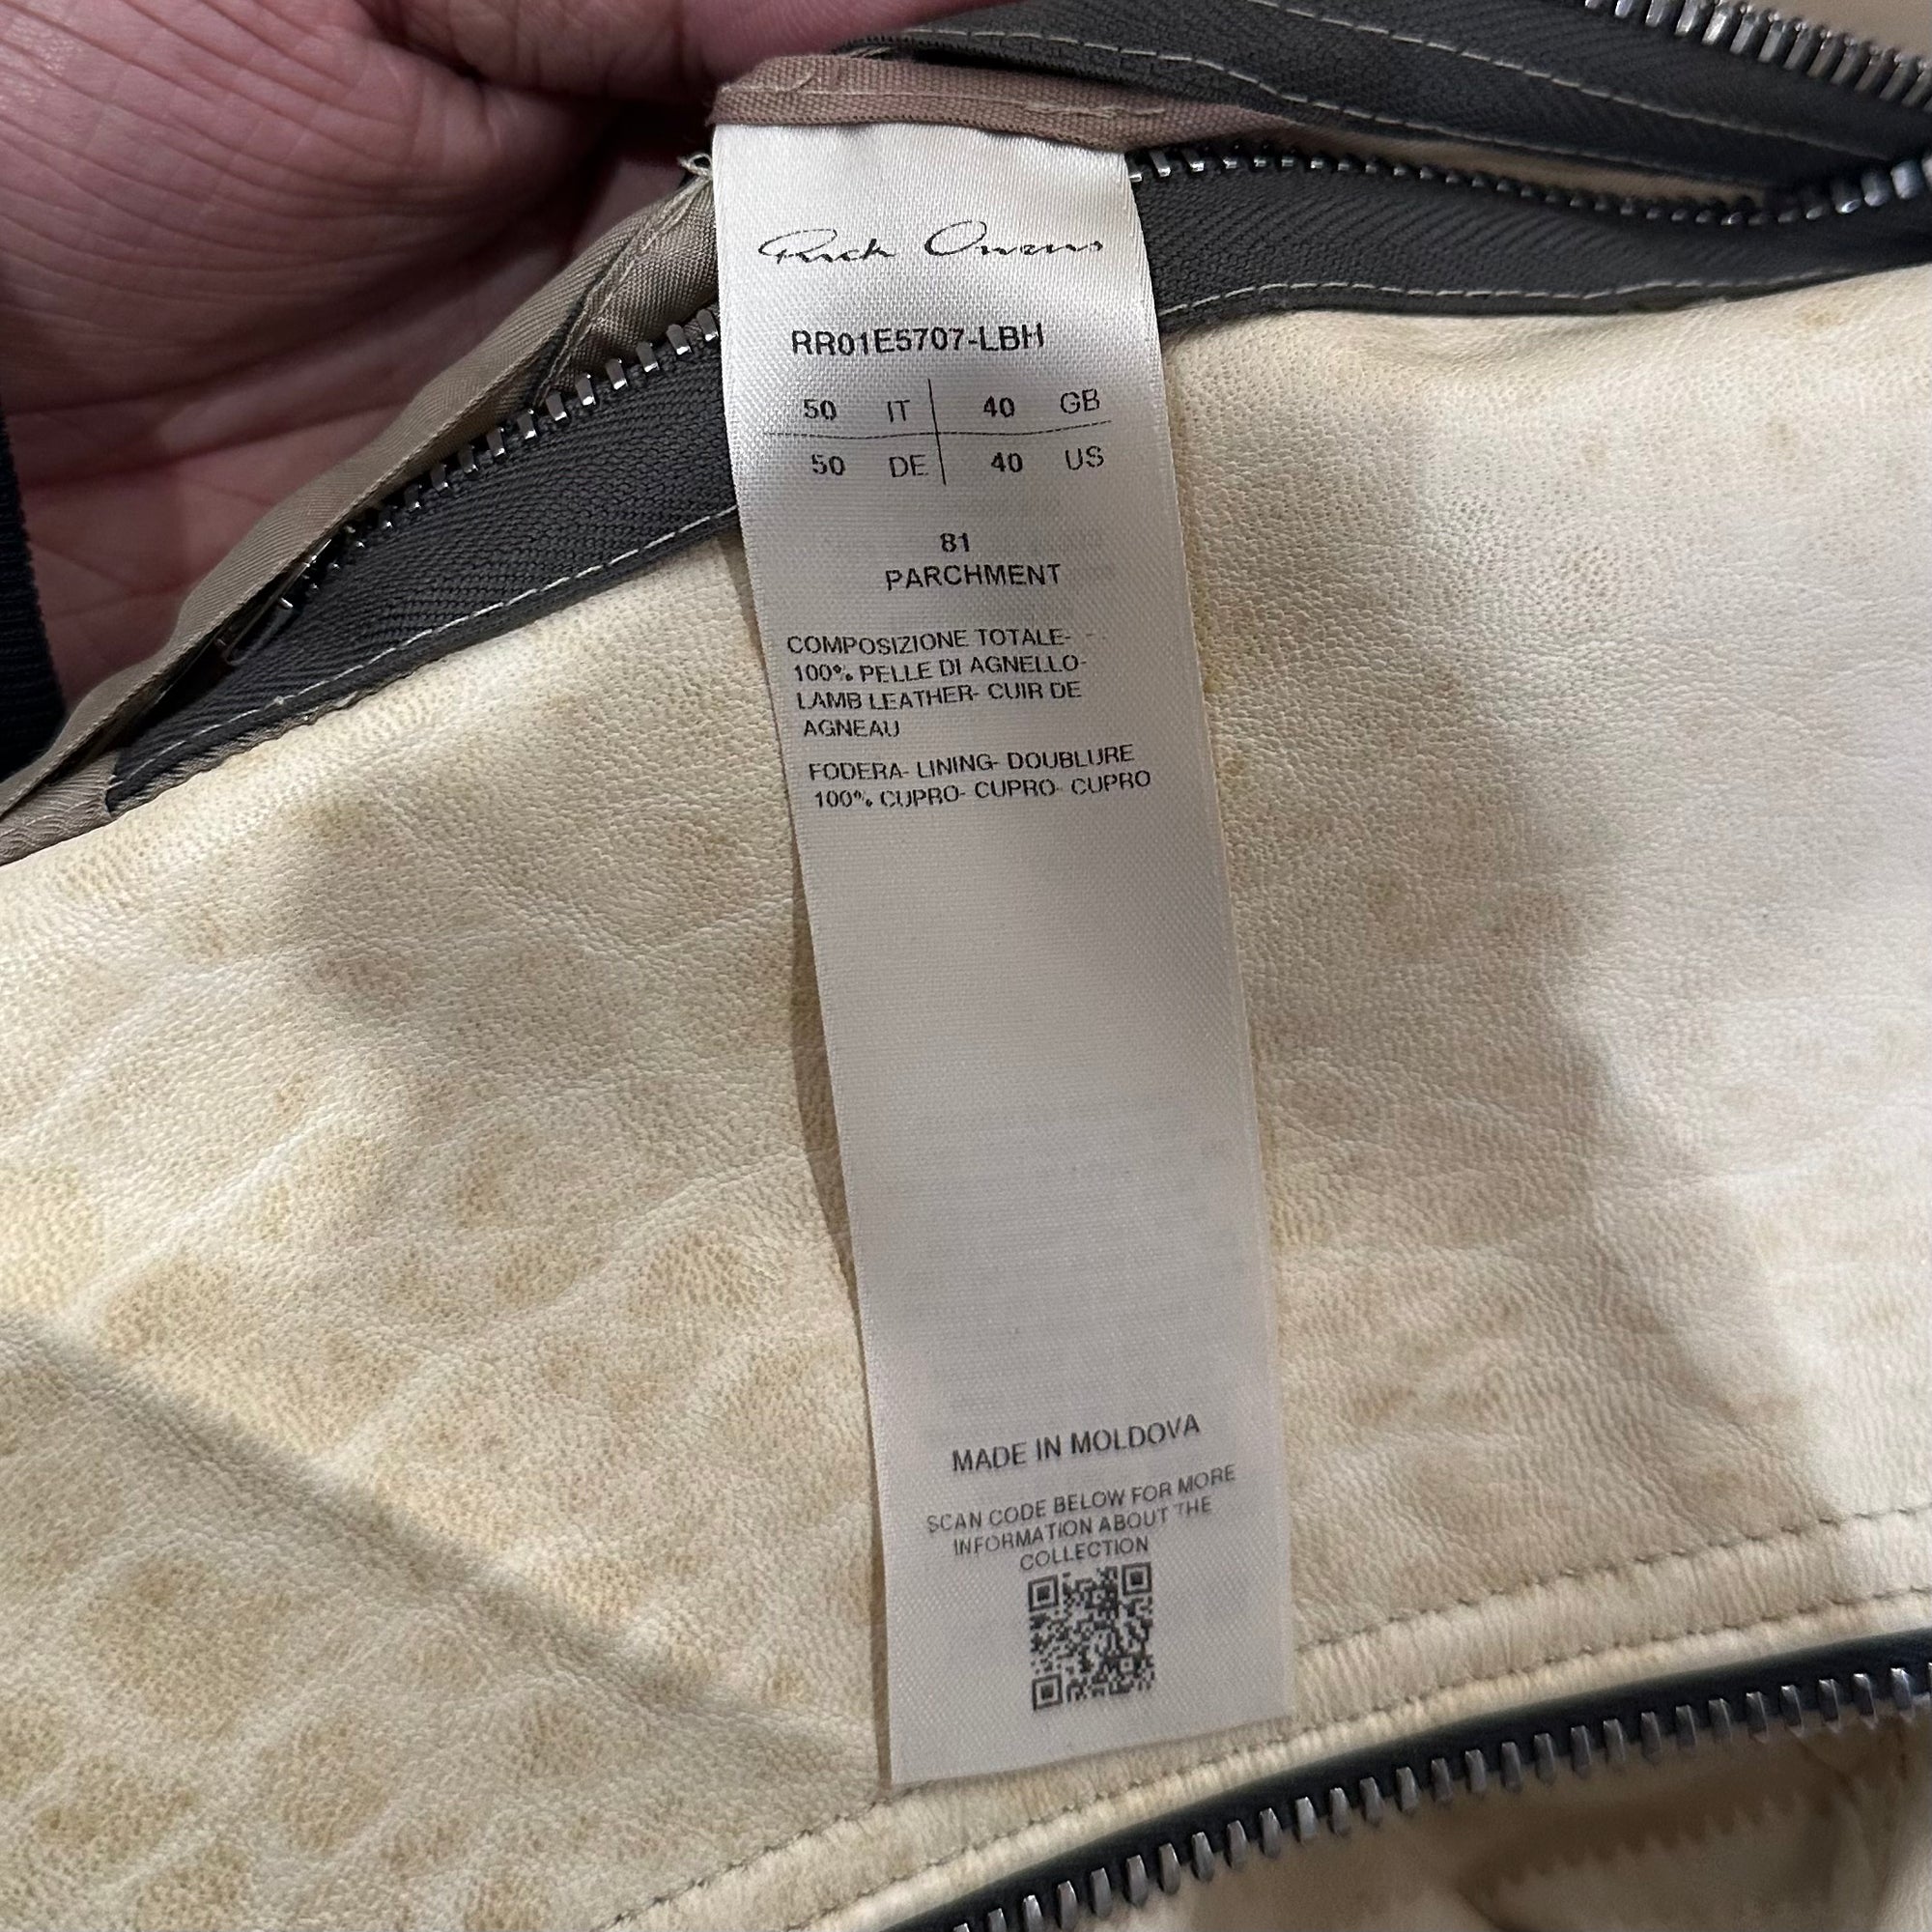 Rick Owens
RR01E5707-LBH
50 IT 40 GB
50 DE 40 US
81
PARCHMENT
COMPOSIZIONE TOTALE-
100% PELLE DI AGNELLO-
LAMB LEATHER- CUIR DE
AGNEAU
FODERA- LINING- DOUBLURE
100% CUPRO- CUPRO- CUPRO
MADE IN MOLDOVA
SCAN CODE BELOW FOR MORE
INFORMATION ABOUT THE
COLLECTION